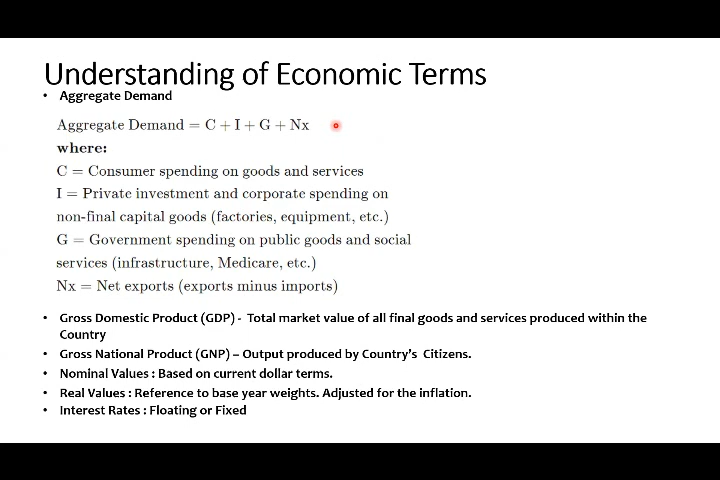 Understanding of Economic Terms
• Aggregate Demand
Aggregate Demand = C + I + G + Nx
where:
C = Consumer spending on goods and services
I = Private investment and corporate spending on
non-final capital goods (factories, equipment, etc.)
G = Government spending on public goods and social
services (infrastructure, Medicare, etc.)
Nx = Net exports (exports minus imports)
• Gross Domestic Product (GDP) - Total market value of all final goods and services produced within the
Country
• Gross National Product (GNP) – Output produced by Country's Citizens.
• Nominal Values : Based on current dollar terms.
• Real Values : Reference to base year weights. Adjusted for the inflation.
• Interest Rates : Floating or Fixed